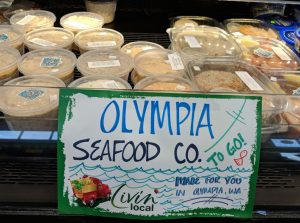 OLYMPIA
SEAFOOD CO.
TO GO!
MADE FOR YOU
IN OLYMPIA, WA
Livin'
local